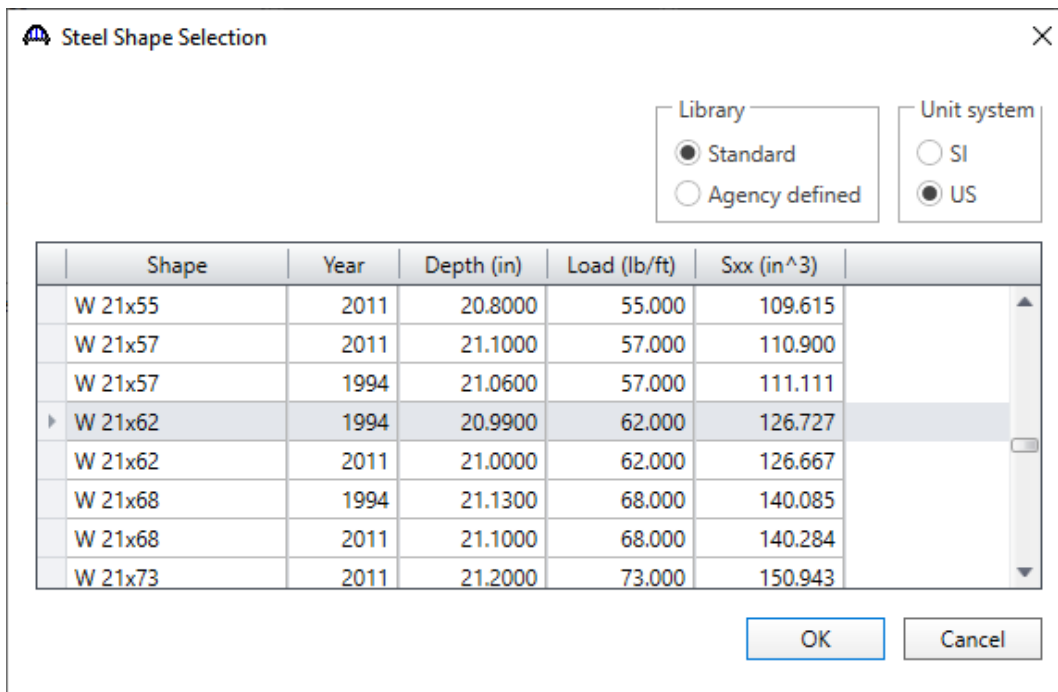 Steel Shape Selection
Library
Unit system
Standard
SI
Agency defined
US
Shape Year Depth (in) Load (lb/ft) Sxx (in^3)
W 21x55 2011 20.8000 55.000 109.615
W 21x57 2011 21.1000 57.000 110.900
W 21x57 1994 21.0600 57.000 111.111
W 21x62 1994 20.9900 62.000 126.727
W 21x62 2011 21.0000 62.000 126.667
W 21x68 1994 21.1300 68.000 140.085
W 21x68 2011 21.1000 68.000 140.284
W 21x73 2011 21.2000 73.000 150.943
OK
Cancel